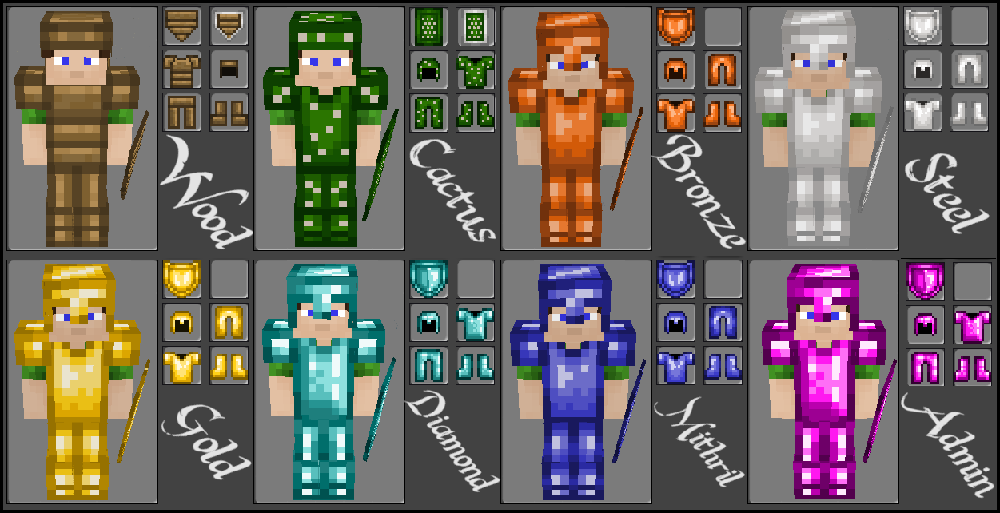 Wood
Cactus
Bronze
Steel
Gold
Diamond
Mithril
Admin